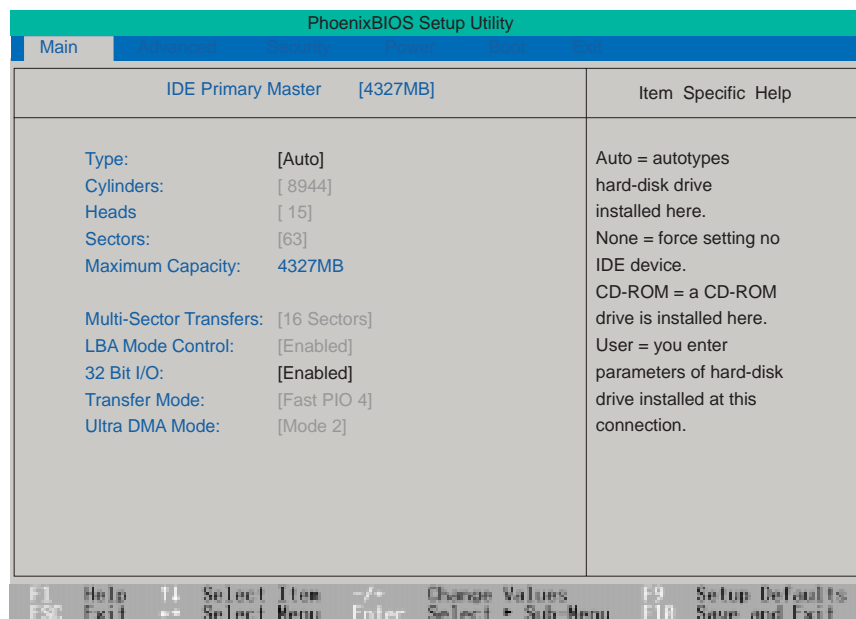 PhoenixBIOS Setup Utility
Main Advanced Security Power Boot Exit
IDE Primary Master [4327MB]
Item Specific Help
Type: [Auto]
Cylinders: [ 8944]
Heads [ 15]
Sectors: [63]
Maximum Capacity: 4327MB
Multi-Sector Transfers: [16 Sectors]
LBA Mode Control: [Enabled]
32 Bit I/O: [Enabled]
Transfer Mode: [Fast PIO 4]
Ultra DMA Mode: [Mode 2]
Auto = autotypes
hard-disk drive
installed here.
None = force setting no
IDE device.
CD-ROM = a CD-ROM
drive is installed here.
User = you enter
parameters of hard-disk
drive installed at this
connection.
F1 Help ↑↓ Select Item -/+ Change Values F9 Setup Defaults
ESC Exit ←→ Select Menu Enter Select ► Sub-Menu F10 Save and Exit